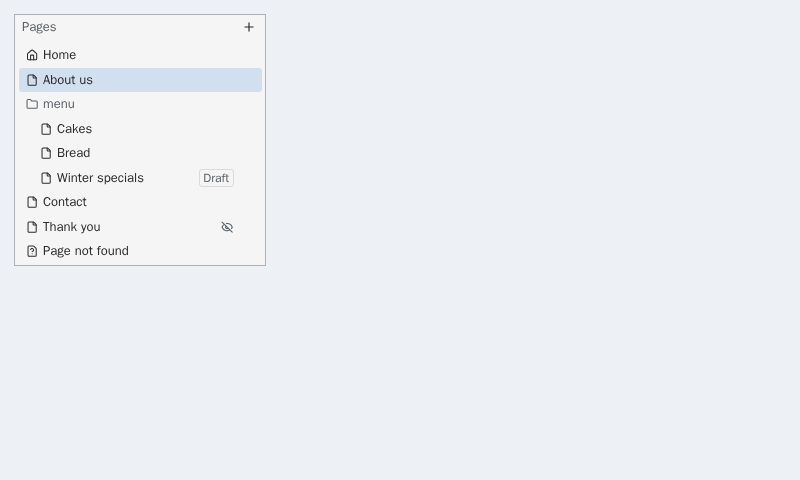 Pages
Home
About us
menu
Cakes
Bread
Winter specials Draft
Contact
Thank you
Page not found